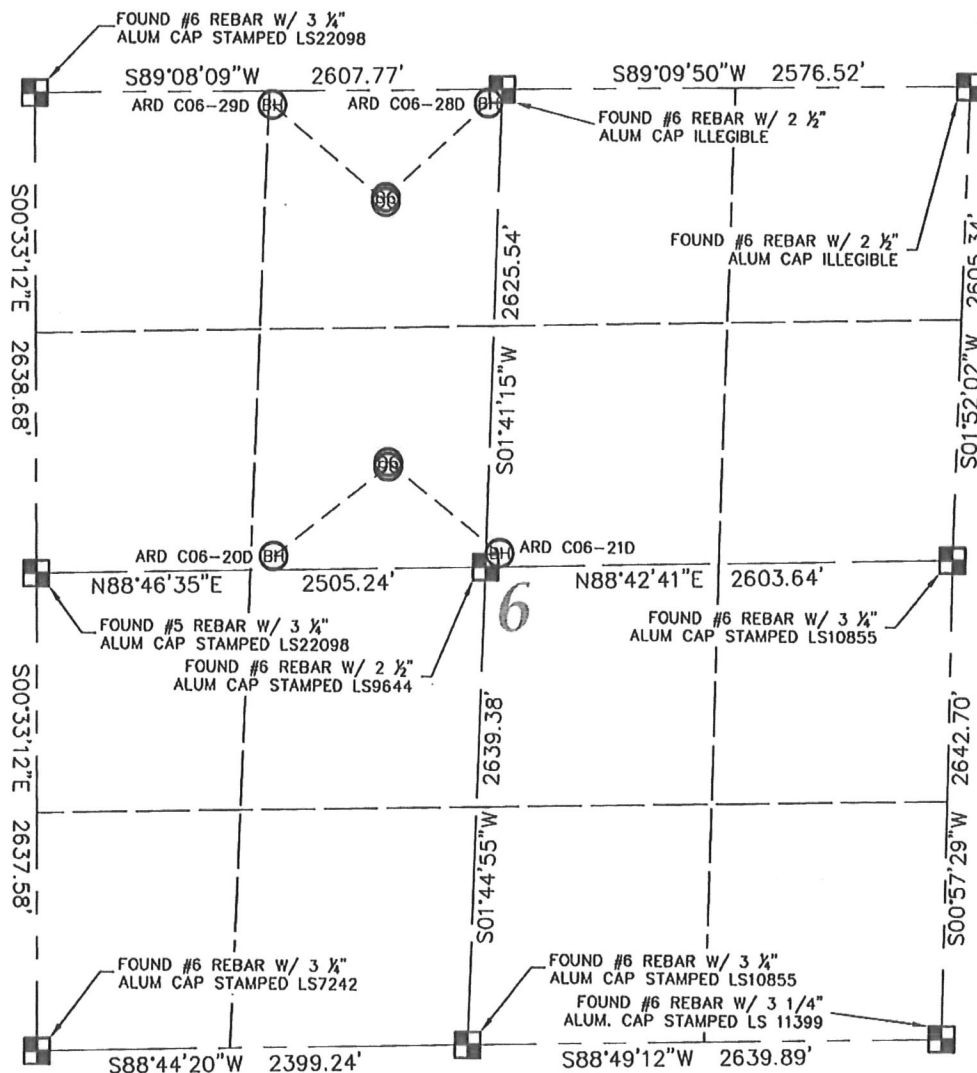 FOUND #6 REBAR W/ 3 ¼"
ALUM CAP STAMPED LS22098
S89°08'09"W 2607.77'
S89°09'50"W 2576.52'
ARD C06-29D BH
ARD C06-28D BH
FOUND #6 REBAR W/ 2 ½"
ALUM CAP ILLEGIBLE
FOUND #6 REBAR W/ 2 ½"
ALUM CAP ILLEGIBLE
S00°33'12"E 2638.68'
2625.54'
S01°41'15"W
2605.34'
S01°52'02"W
ARD C06-20D BH
BH ARD C06-21D
N88°46'35"E 2505.24'
N88°42'41"E 2603.64'
6
FOUND #5 REBAR W/ 3 ¼"
ALUM CAP STAMPED LS22098
FOUND #6 REBAR W/ 2 ½"
ALUM CAP STAMPED LS9644
FOUND #6 REBAR W/ 3 ¼"
ALUM CAP STAMPED LS10855
S00°33'12"E 2637.58'
2639.38'
S01°44'55"W
2642.70'
S00°57'29"W
FOUND #6 REBAR W/ 3 ¼"
ALUM CAP STAMPED LS7242
FOUND #6 REBAR W/ 3 ¼"
ALUM CAP STAMPED LS10855
FOUND #6 REBAR W/ 3 1/4"
ALUM. CAP STAMPED LS 11399
S88°44'20"W 2399.24'
S88°49'12"W 2639.89'